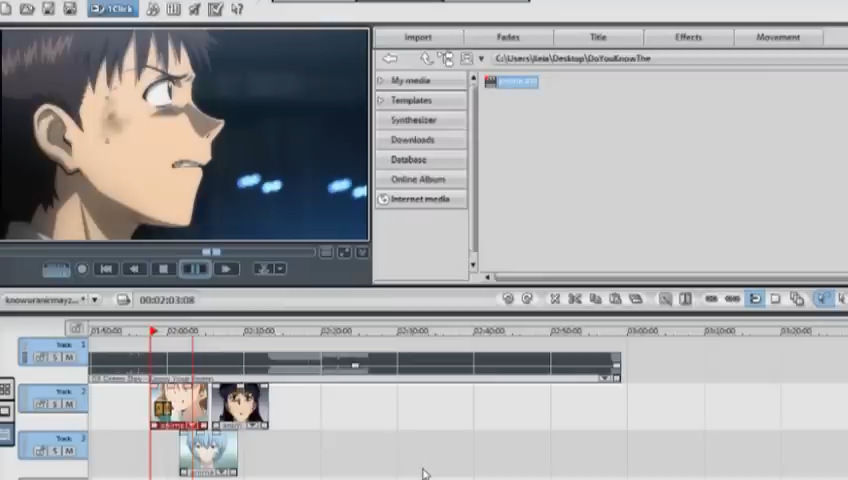 1Click
Import
Fades
Title
Effects
Movement
C:\Users\lleia\Desktop\DoYouKnowThe
My media
Templates
Synthesizer
Downloads
Database
Online Album
Internet media
00:02:03:08
01:50:00
02:00:00
02:10:00
02:20:00
02:30:00
02:40:00
02:50:00
03:00:00
03:10:00
03:20:00
Track 1
S M
Track 2
S M
Track 3
S M